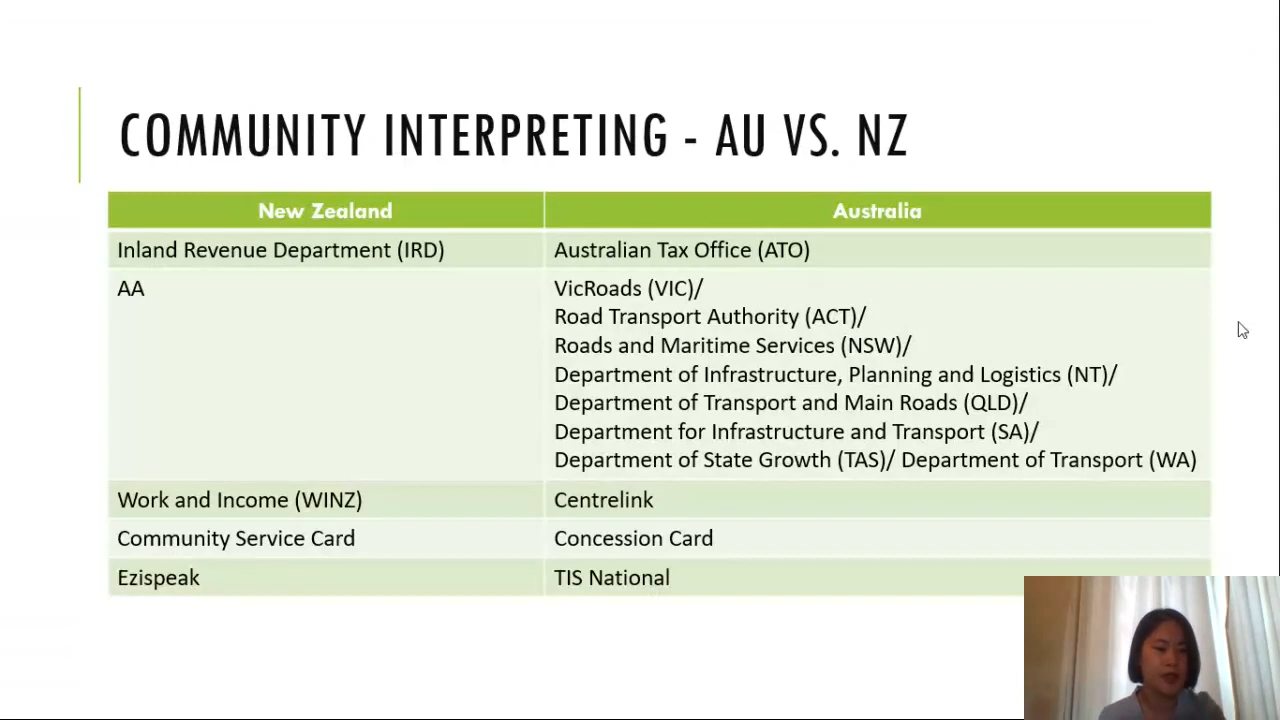 COMMUNITY INTERPRETING - AU VS. NZ
New Zealand
Australia
Inland Revenue Department (IRD)
Australian Tax Office (ATO)
AA
VicRoads (VIC)/
Road Transport Authority (ACT)/
Roads and Maritime Services (NSW)/
Department of Infrastructure, Planning and Logistics (NT)/
Department of Transport and Main Roads (QLD)/
Department for Infrastructure and Transport (SA)/
Department of State Growth (TAS)/ Department of Transport (WA)
Work and Income (WINZ)
Centrelink
Community Service Card
Concession Card
Ezispeak
TIS National